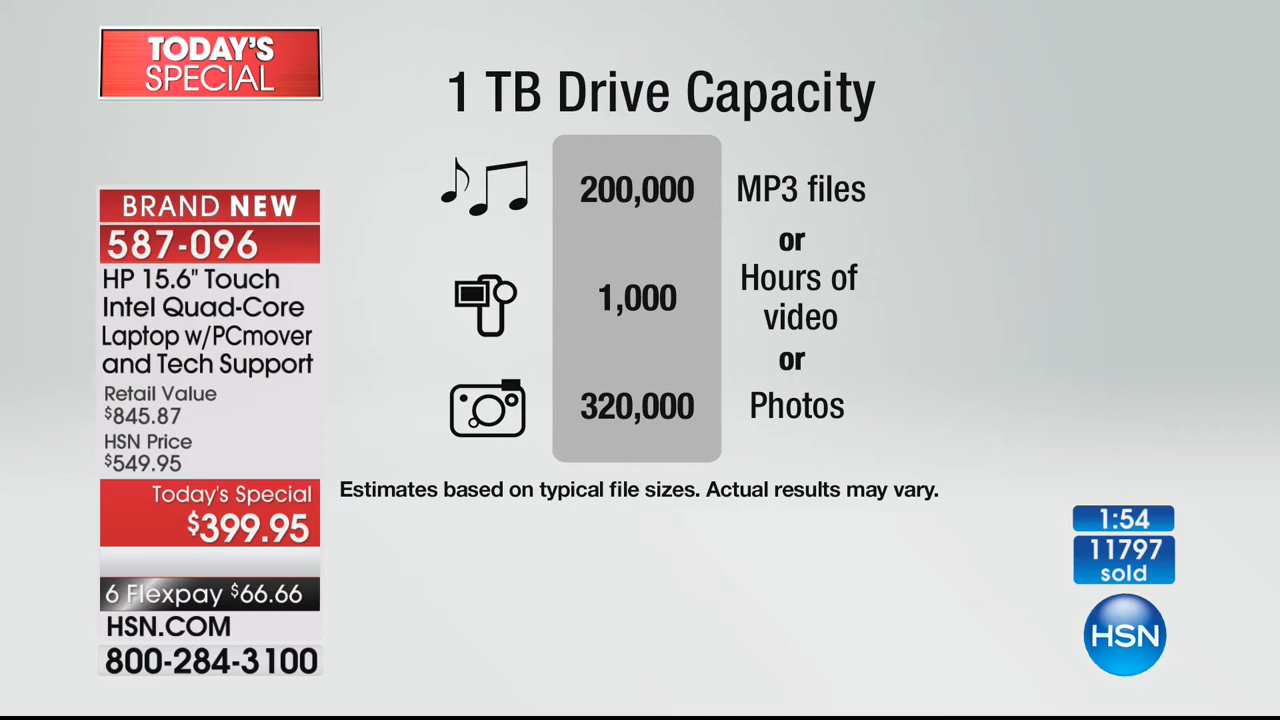 TODAY'S
SPECIAL
1 TB Drive Capacity
200,000 MP3 files
or
1,000 Hours of
video
or
320,000 Photos
Estimates based on typical file sizes. Actual results may vary.
BRAND NEW
587-096
HP 15.6" Touch
Intel Quad-Core
Laptop w/PCmover
and Tech Support
Retail Value
$845.87
HSN Price
$549.95
Today's Special
$399.95
6 Flexpay $66.66
HSN.COM
800-284-3100
1:54
11797
sold
HSN